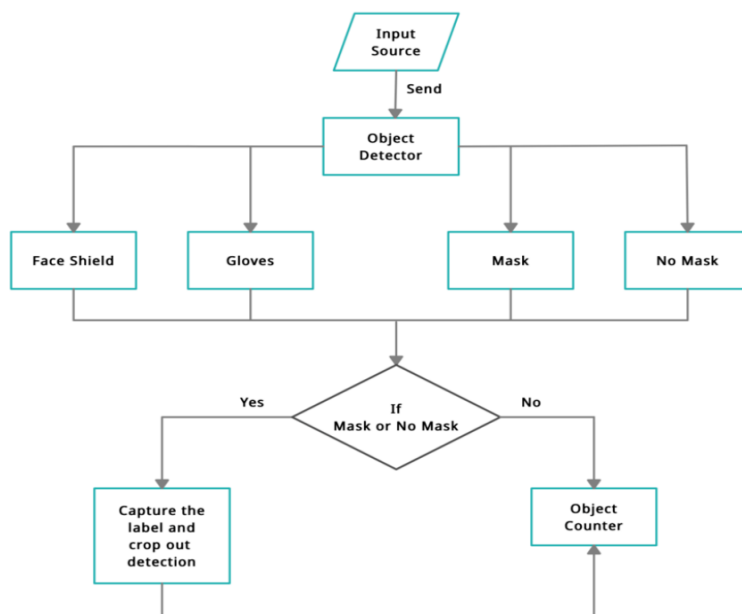 Input
Source
Send
Object
Detector
Face Shield
Gloves
Mask
No Mask
Yes
If
Mask or No Mask
No
Capture the
label and
crop out
detection
Object
Counter